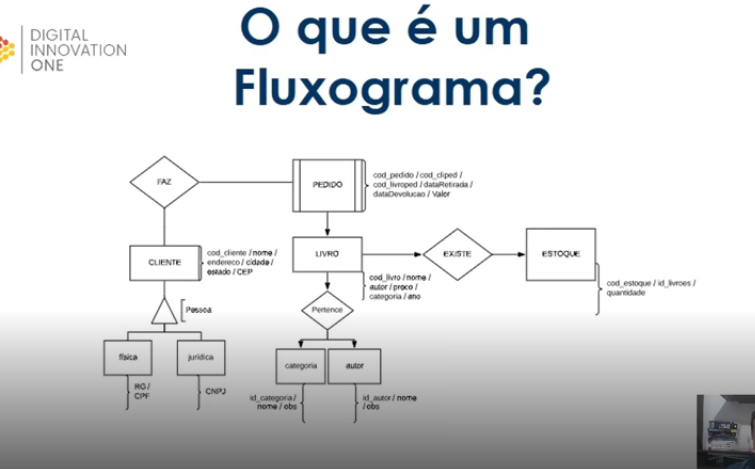 DIGITAL
INNOVATION
ONE
O que é um
Fluxograma?
FAZ
PEDIDO
cod_pedido / cod_cliped /
cod_livroped / dataRetirada /
dataDevolucao / Valor
CLIENTE
cod_cliente / nome /
endereco / cidade /
estado / CEP
LIVRO
EXISTE
ESTOQUE
cod_livro / nome /
autor / preco /
categoria / ano
cod_estoque / id_livroes /
quantidade
Pessoa
Pertence
física
jurídica
categoria
autor
RG /
CPF
CNPJ
id_categoria /
nome / obs
id_autor / nome
/ obs